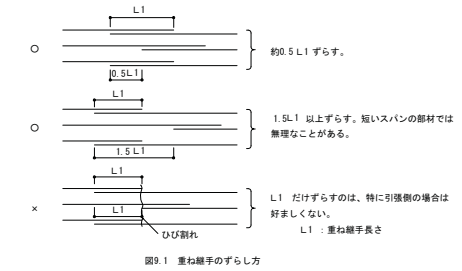 L1
○
約0.5 L1 ずらす。
0.5L1
L1
○
1.5L1 以上ずらす。短いスパンの部材では
無理なことがある。
1.5 L1
L1
×
L1 だけずらすのは、特に引張側の場合は
好ましくない。
L1
L1 :重ね継手長さ
ひび割れ
図9.1 重ね継手のずらし方